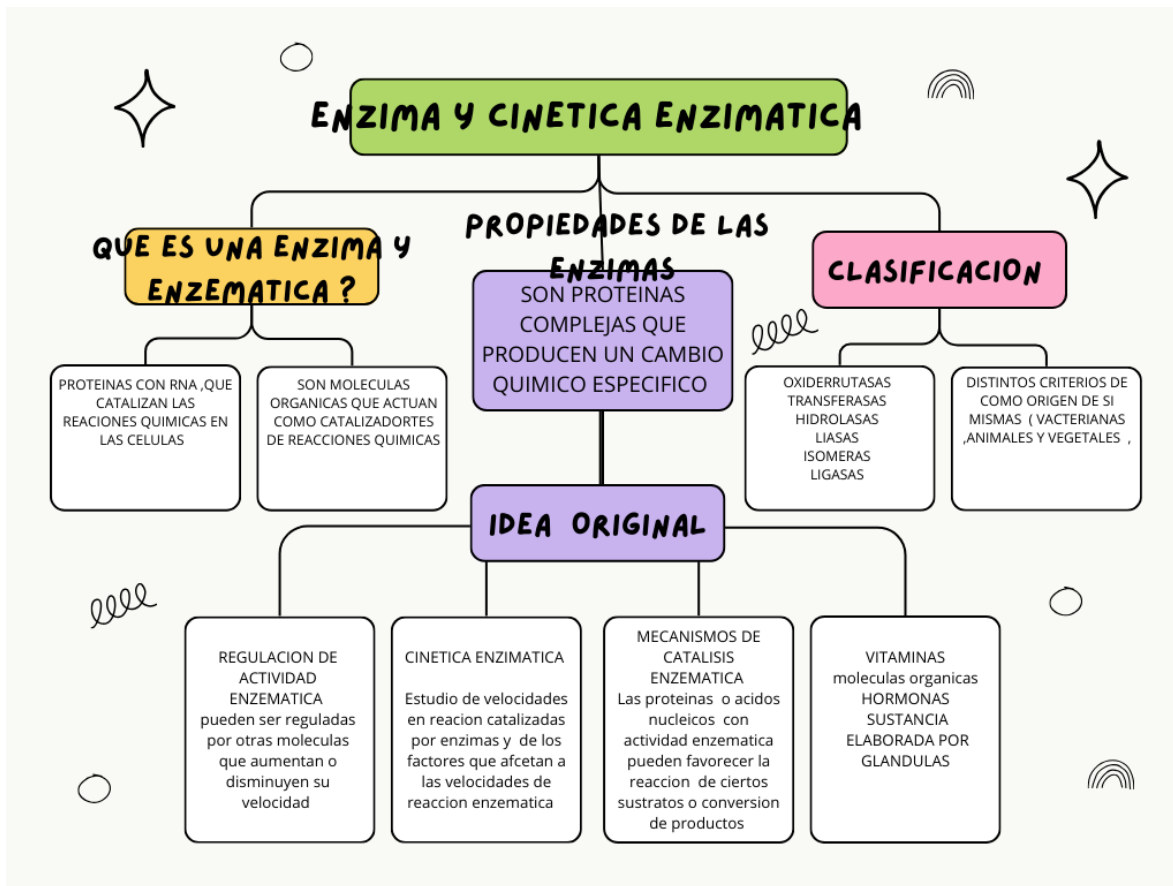 ENZIMA Y CINETICA ENZIMATICA
QUE ES UNA ENZIMA Y
ENZEMATICA ?
PROTEINAS CON RNA ,QUE
CATALIZAN LAS
REACIONES QUIMICAS EN
LAS CELULAS
SON MOLECULAS
ORGANICAS QUE ACTUAN
COMO CATALIZADORTES
DE REACCIONES QUIMICAS
PROPIEDADES DE LAS
ENZIMAS
SON PROTEINAS
COMPLEJAS QUE
PRODUCEN UN CAMBIO
QUIMICO ESPECIFICO
CLASIFICACION
OXIDERRUTASAS
TRANSFERASAS
HIDROLASAS
LIASAS
ISOMERAS
LIGASAS
DISTINTOS CRITERIOS DE
COMO ORIGEN DE SI
MISMAS ( VACTERIANAS
,ANIMALES Y VEGETALES ,
IDEA ORIGINAL
REGULACION DE
ACTIVIDAD
ENZEMATICA
pueden ser reguladas
por otras moleculas
que aumentan o
disminuyen su
velocidad
CINETICA ENZIMATICA
Estudio de velocidades
en reacion catalizadas
por enzimas y de los
factores que afcetan a
las velocidades de
reaccion enzematica
MECANISMOS DE
CATALISIS
ENZEMATICA
Las proteinas o acidos
nucleicos con
actividad enzematica
pueden favorecer la
reaccion de ciertos
sustratos o conversion
de productos
VITAMINAS
moleculas organicas
HORMONAS
SUSTANCIA
ELABORADA POR
GLANDULAS